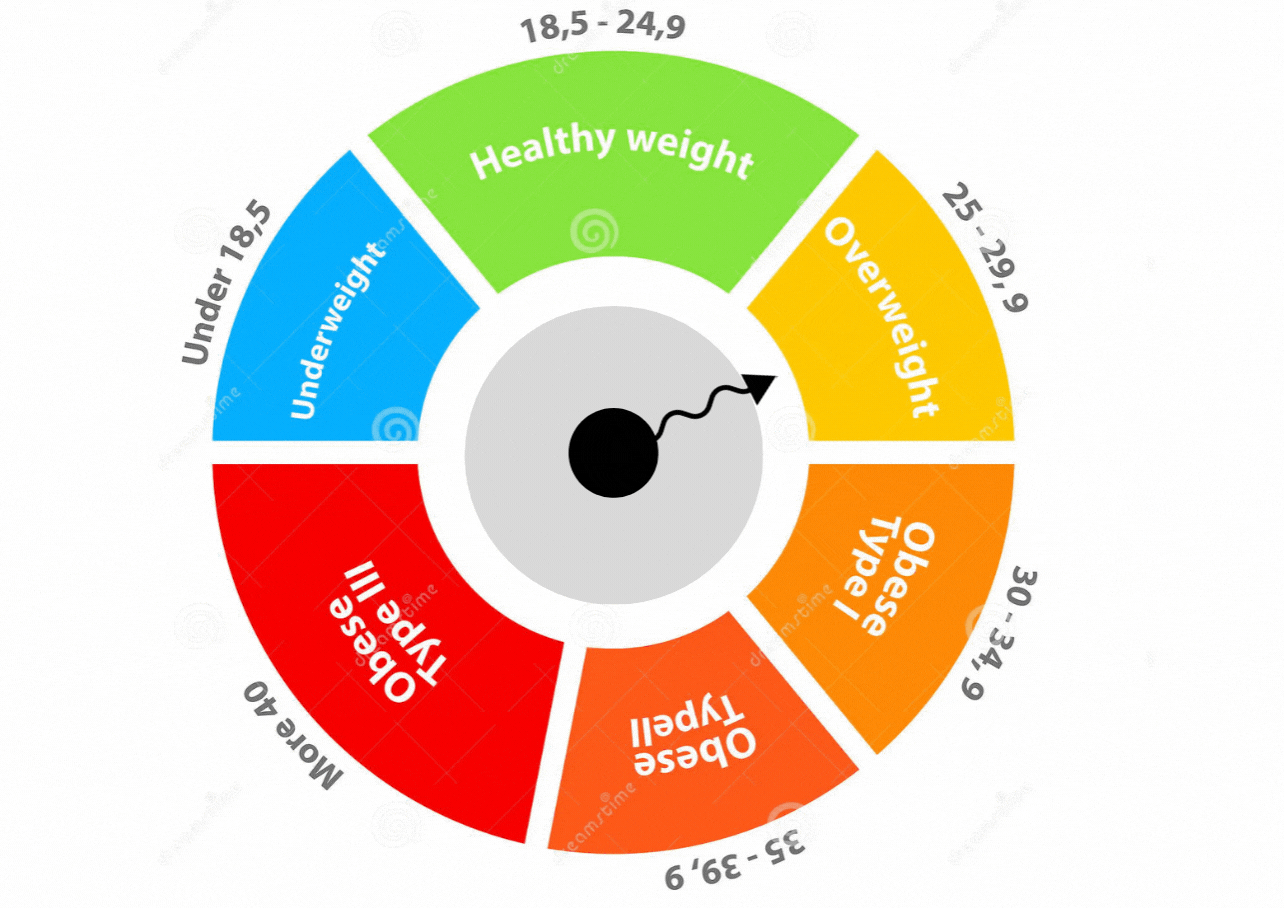 18,5 - 24,9
Healthy weight
25 - 29, 9
Overweight
30 - 34, 9
Obese
Type I
35 - 39, 9
Obese
TypeII
More 40
Obese
Type III
Under 18,5
Underweight
dreamstime